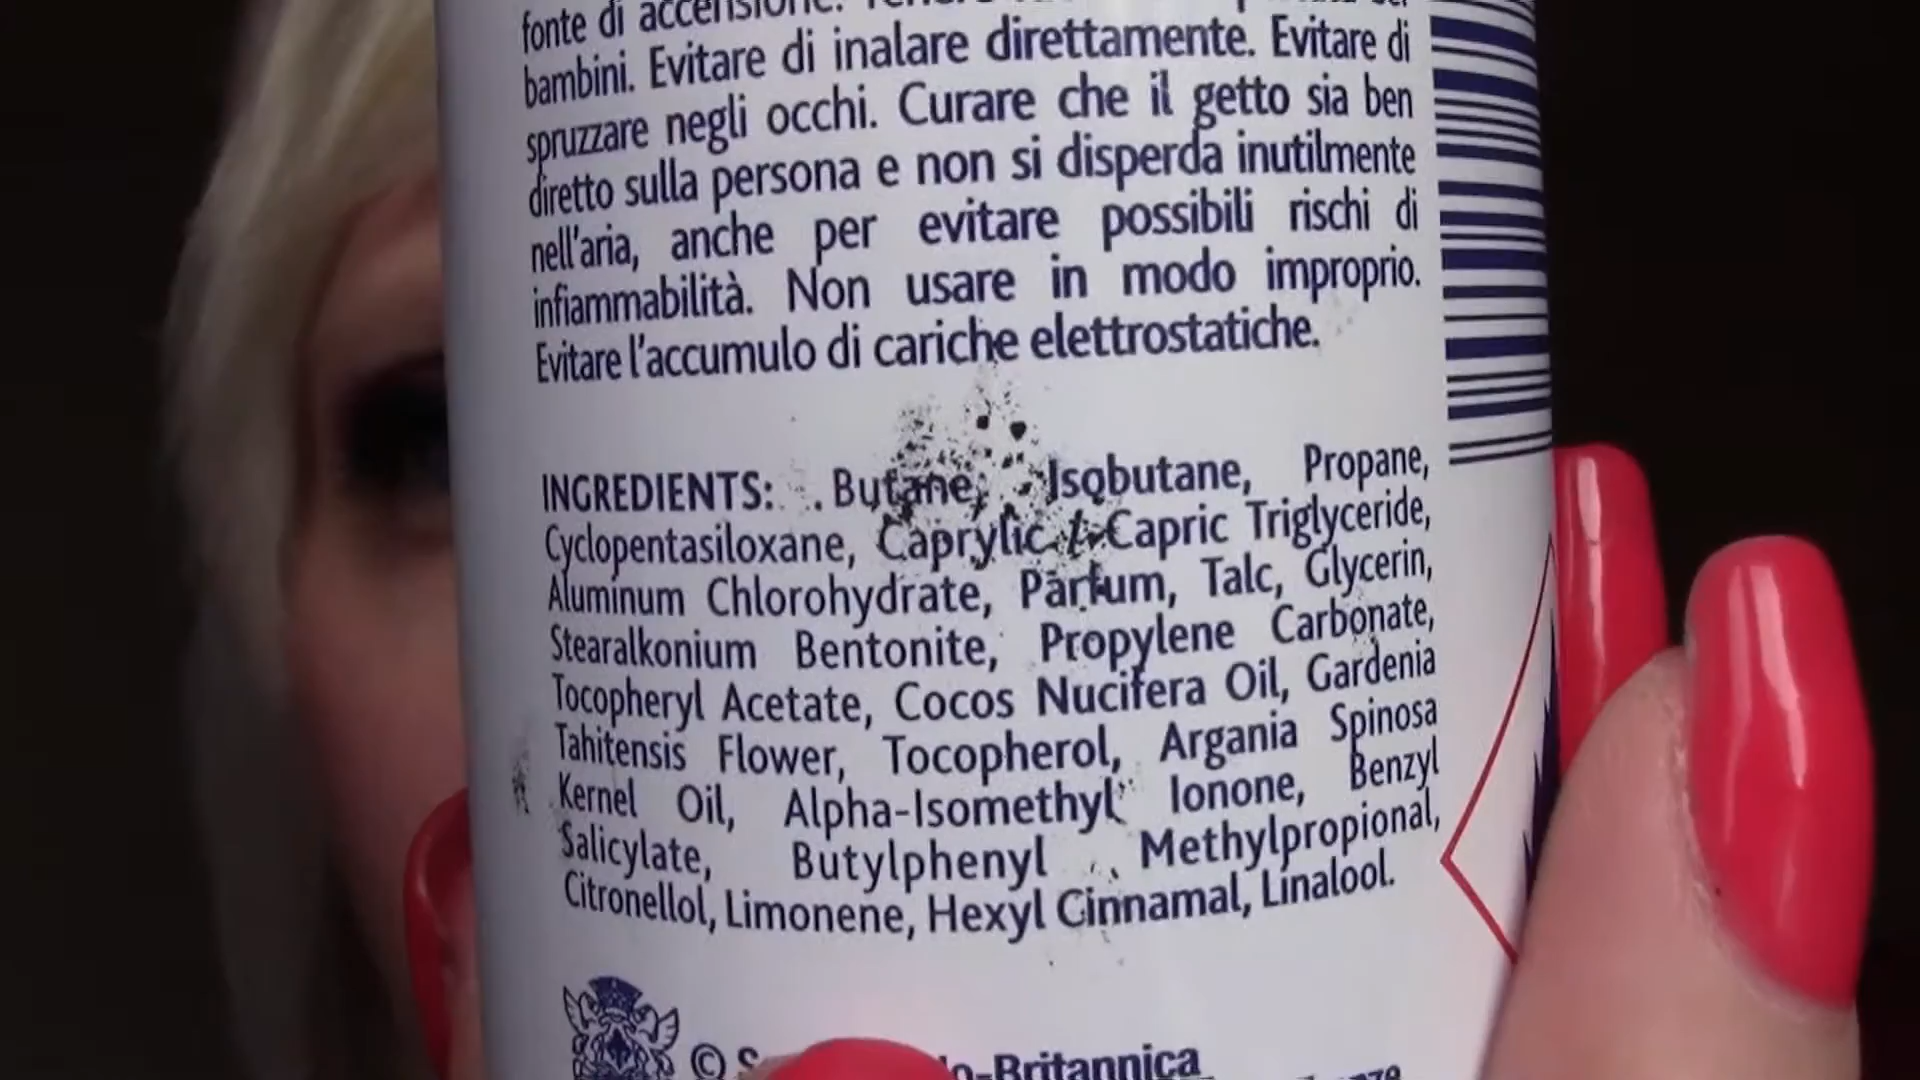 fonte di accensione.
bambini. Evitare di inalare direttamente. Evitare di
spruzzare negli occhi. Curare che il getto sia ben
diretto sulla persona e non si disperda inutilmente
nell'aria, anche per evitare possibili rischi di
infiammabilità. Non usare in modo improprio.
Evitare l'accumulo di cariche elettrostatiche.
INGREDIENTS: Butane, Isobutane, Propane,
Cyclopentasiloxane, Caprylic / Capric Triglyceride,
Aluminum Chlorohydrate, Parfum, Talc, Glycerin,
Stearalkonium Bentonite, Propylene Carbonate,
Tocopheryl Acetate, Cocos Nucifera Oil, Gardenia
Tahitensis Flower, Tocopherol, Argania Spinosa
Kernel Oil, Alpha-Isomethyl Ionone, Benzyl
Salicylate, Butylphenyl Methylpropional,
Citronellol, Limonene, Hexyl Cinnamal, Linalool.
© o-Britannica